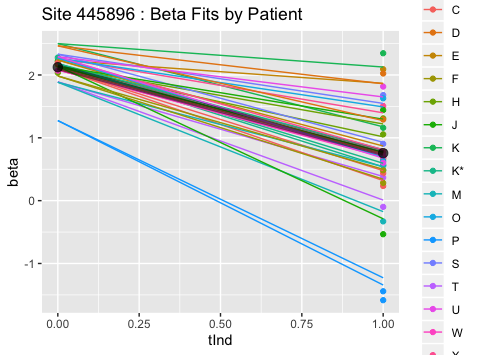 Site 445896 : Beta Fits by Patient
beta
2
1
0
-1
0.00
0.25
0.50
0.75
1.00
tInd
C
D
E
F
H
J
K
K*
M
O
P
S
T
U
W